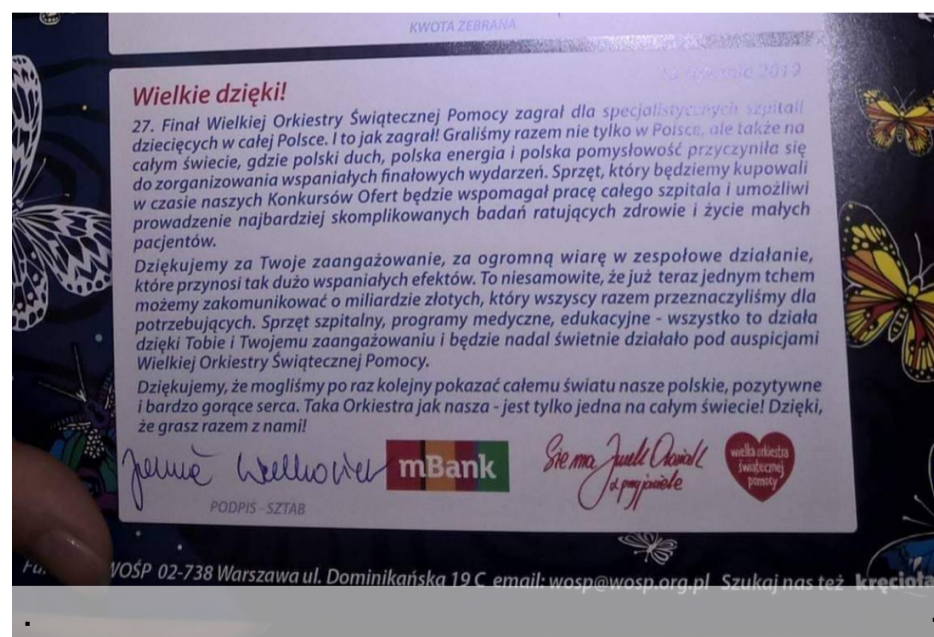 KWOTA ZEBRANA
13 stycznia 2019
Wielkie dzięki!
27. Finał Wielkiej Orkiestry Świątecznej Pomocy zagrał dla specjalistycznych szpitali
dziecięcych w całej Polsce. I to jak zagrał! Graliśmy razem nie tylko w Polsce, ale także na
całym świecie, gdzie polski duch, polska energia i polska pomysłowość przyczyniła się
do zorganizowania wspaniałych finałowych wydarzeń. Sprzęt, który będziemy kupowali
w czasie naszych Konkursów Ofert będzie wspomagał pracę całego szpitala i umożliwi
prowadzenie najbardziej skomplikowanych badań ratujących zdrowie i życie małych
pacjentów.
Dziękujemy za Twoje zaangażowanie, za ogromną wiarę w zespołowe działanie,
które przynosi tak dużo wspaniałych efektów. To niesamowite, że już teraz jednym tchem
możemy zakomunikować o miliardzie złotych, który wszyscy razem przeznaczyliśmy dla
potrzebujących. Sprzęt szpitalny, programy medyczne, edukacyjne - wszystko to działa
dzięki Tobie i Twojemu zaangażowaniu i będzie nadal świetnie działało pod auspicjami
Wielkiej Orkiestry Świątecznej Pomocy.
Dziękujemy, że mogliśmy po raz kolejny pokazać całemu światu nasze polskie, pozytywne
i bardzo gorące serca. Taka Orkiestra jak nasza - jest tylko jedna na całym świecie! Dzięki,
że grasz razem z nami!
mBank
Sie ma Jurek Owsiak
z przyjaciele
wielka orkiestra
świątecznej
pomocy
PODPIS - SZTAB
WOŚP 02-738 Warszawa ul. Dominikańska 19 C email: wosp@wosp.org.pl Szukaj nas też kręcioła